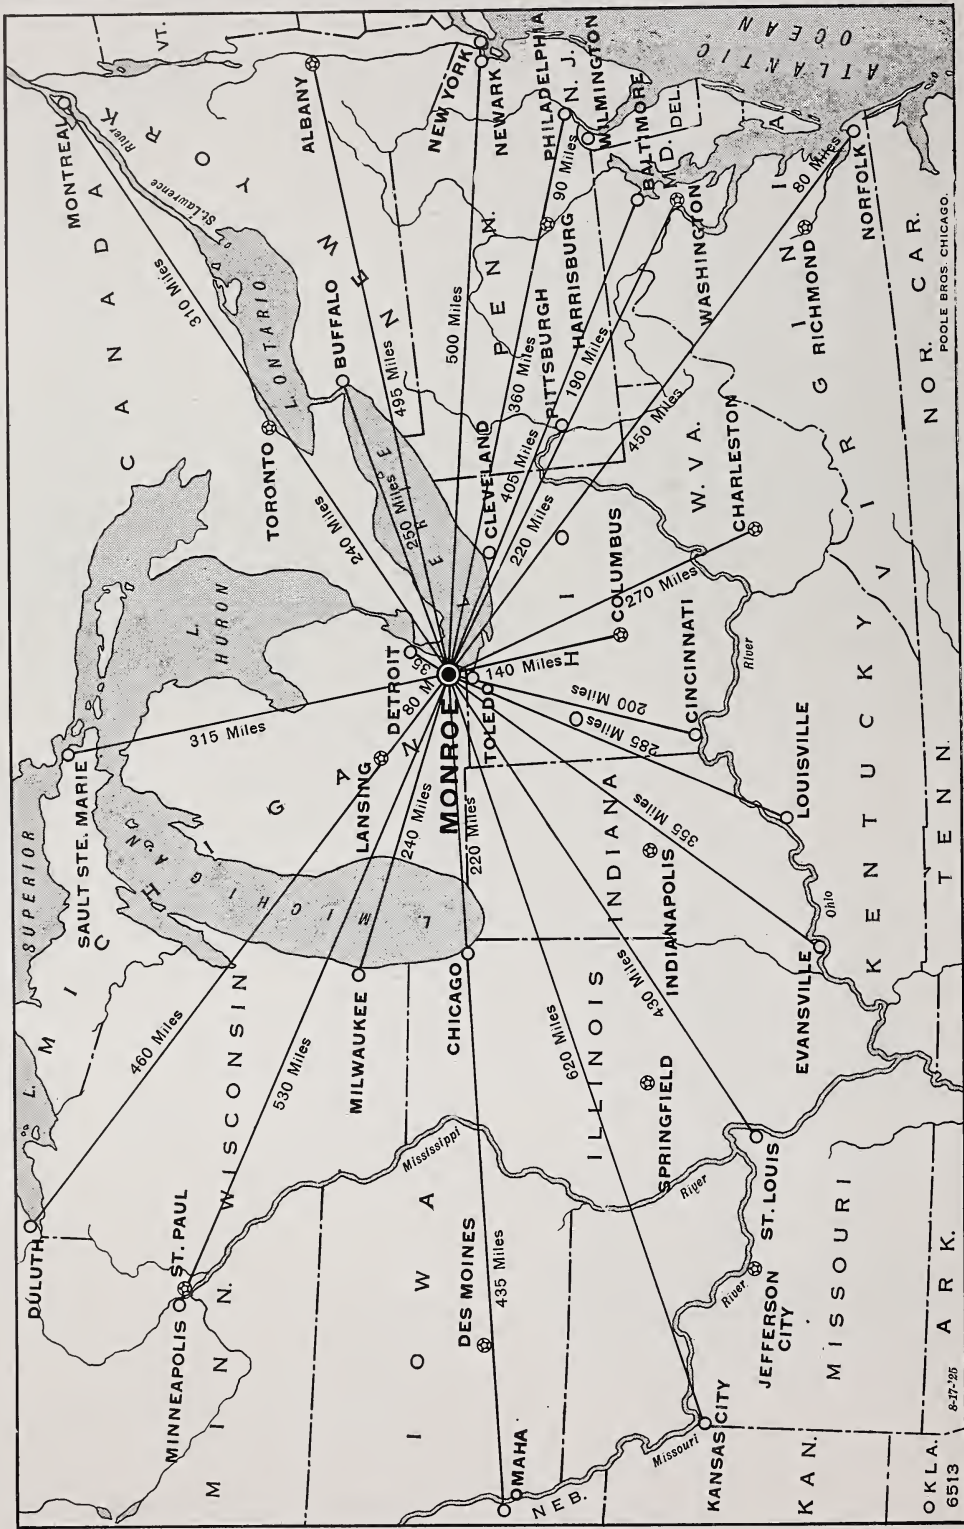 DULUTH
L. SUPERIOR
SAULT STE. MARIE
MONTREAL
VT.
St. Lawrence River
CANADA
310 Miles
315 Miles
460 Miles
530 Miles
L. HURON
TORONTO
240 Miles
L. ONTARIO
NEW YORK
ALBANY
MINNEAPOLIS
ST. PAUL
MINN.
WISCONSIN
MICHIGAN
L. MICHIGAN
MILWAUKEE
240 Miles
LANSING
80 M
DETROIT
35
BUFFALO
250 Miles
495 Miles
L. ERIE
NEW YORK
NEWARK
500 Miles
IOWA
DES MOINES
435 Miles
OMAHA
NEB.
Mississippi River
CHICAGO
220 Miles
MONROE
TOLEDO
CLEVELAND
PENN.
360 Miles
PHILADELPHIA
N. J.
90 Miles
WILMINGTON
HARRISBURG
PITTSBURGH
405 Miles
190 Miles
220 Miles
BALTIMORE
MD.
DEL.
WASHINGTON
ATLANTIC OCEAN
ILLINOIS
620 Miles
SPRINGFIELD
INDIANA
INDIANAPOLIS
430 Miles
355 Miles
285 Miles
200 Miles
140 Miles
OHIO
COLUMBUS
270 Miles
CINCINNATI
W. VA.
CHARLESTON
450 Miles
VIRGINIA
RICHMOND
80 Miles
NORFOLK
KANSAS CITY
Missouri River
KAN.
JEFFERSON CITY
ST. LOUIS
MISSOURI
EVANSVILLE
LOUISVILLE
Ohio River
KENTUCKY
TENN.
NOR. CAR.
ARK.
OKLA.
6513
8-17-'25
POOLE BROS. CHICAGO.